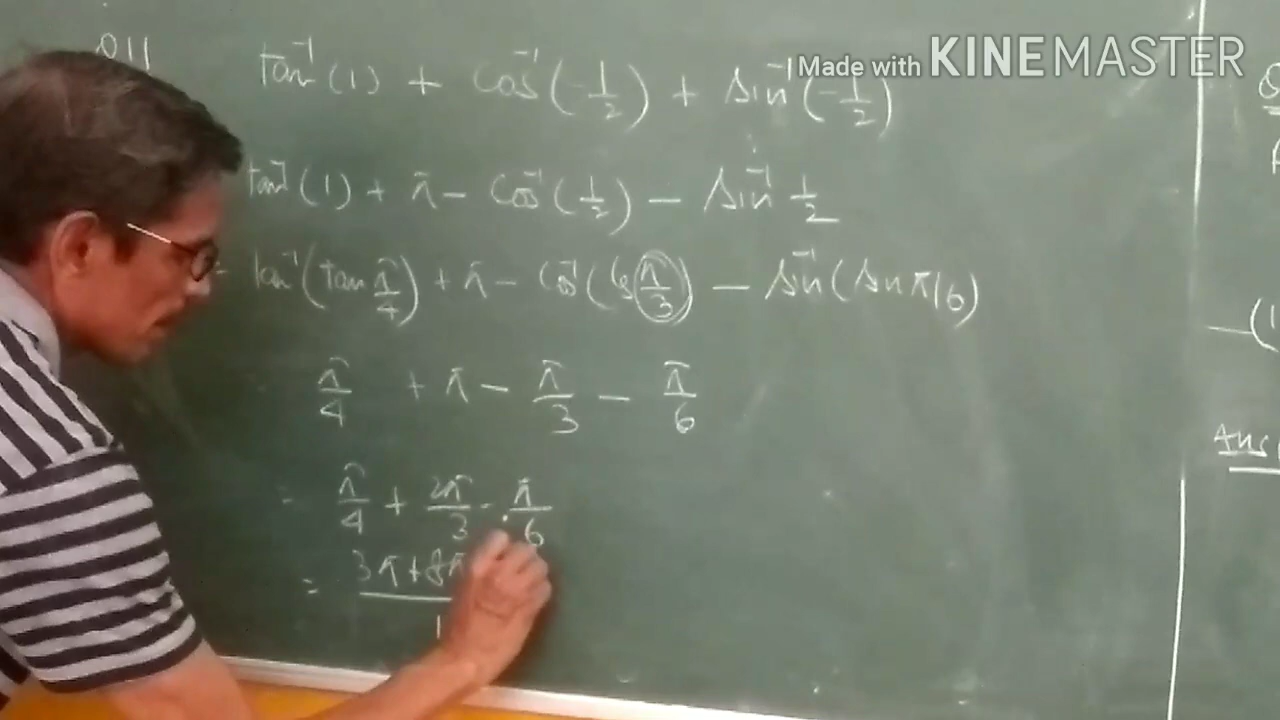 Q11 tan⁻¹(1) + cos⁻¹(-1/2) + sin⁻¹(-1/2)
Made with KINEMASTER
tan⁻¹(1) + π - cos⁻¹(1/2) - sin⁻¹ 1/2
= tan⁻¹(tan π/4) + π - cos⁻¹(cos π/3) - sin⁻¹(sin π/6)
π/4 + π - π/3 - π/6
= π/4 + 2π/3 - π/6
= 3π+8π
Ans